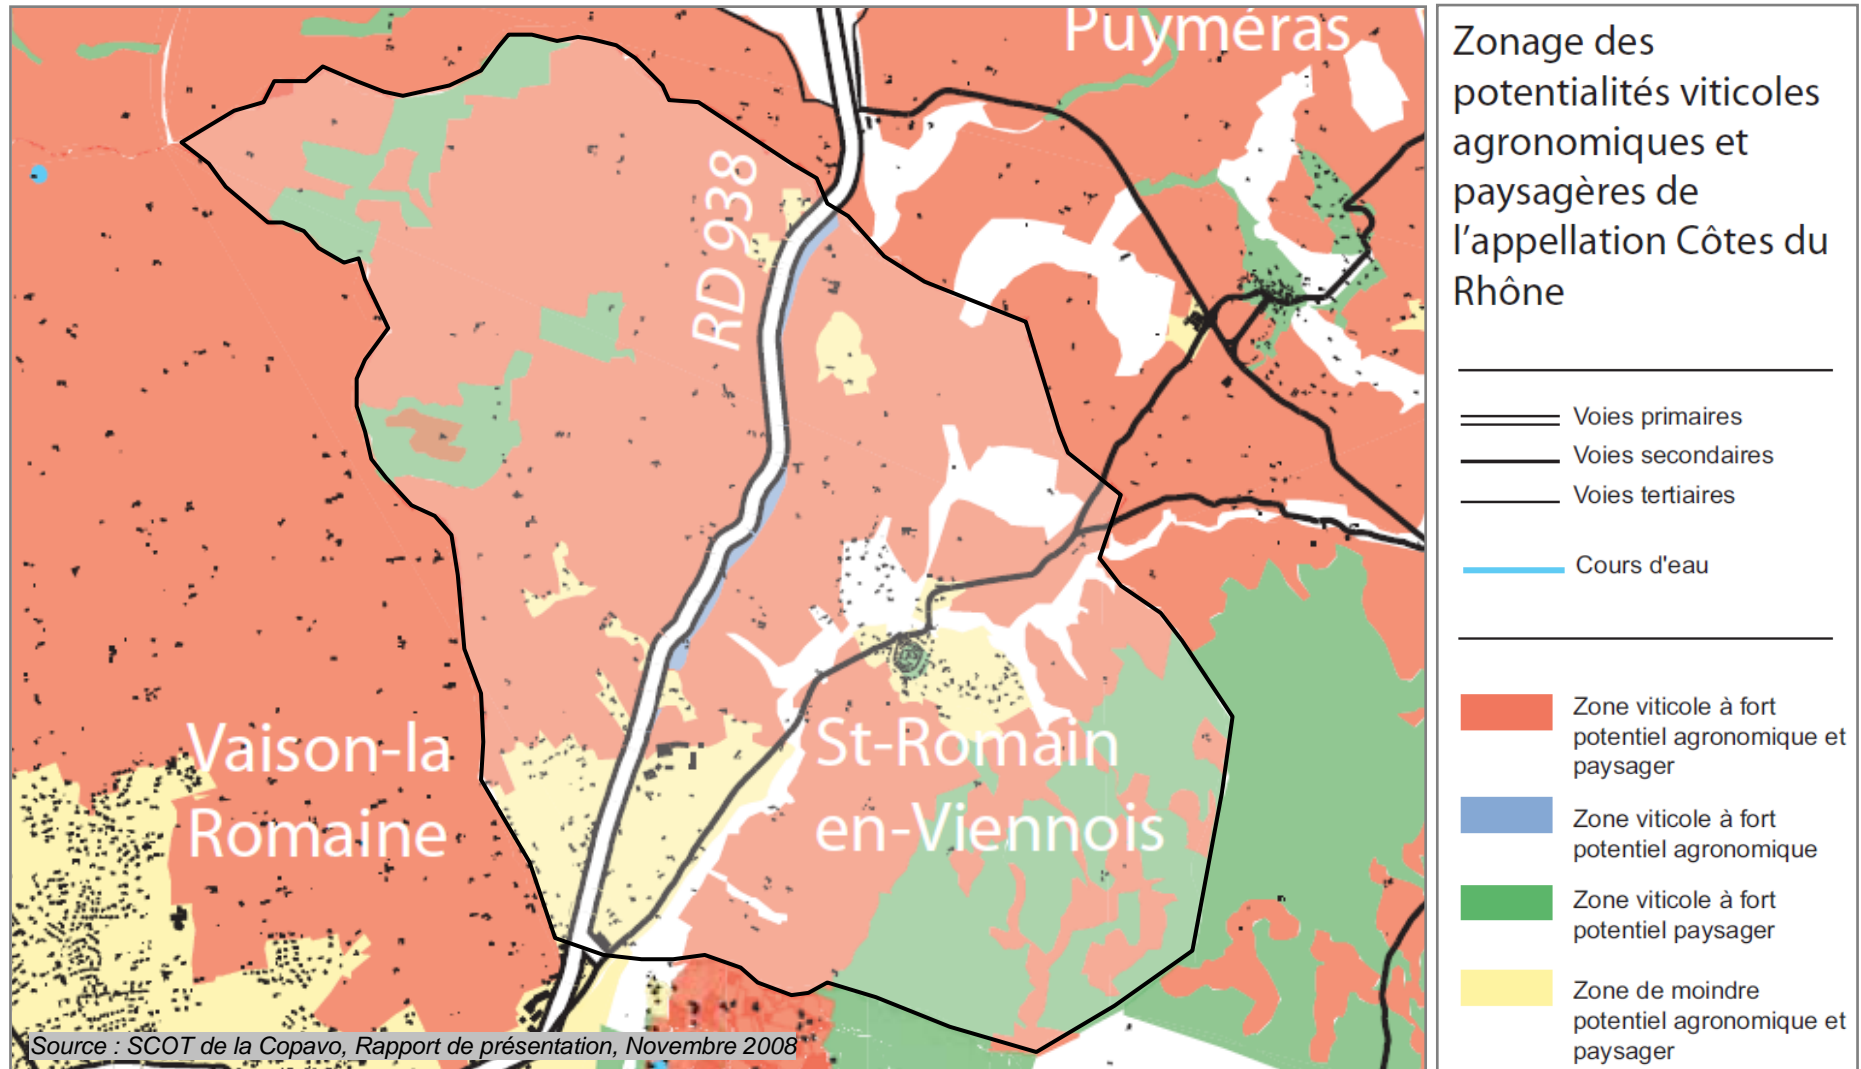 Puyméras
RD 938
Vaison-la
Romaine
St-Romain
en-Viennois
Source : SCOT de la Copavo, Rapport de présentation, Novembre 2008
Zonage des
potentialités viticoles
agronomiques et
paysagères de
l'appellation Côtes du
Rhône
Voies primaires
Voies secondaires
Voies tertiaires
Cours d'eau
Zone viticole à fort
potentiel agronomique et
paysager
Zone viticole à fort
potentiel agronomique
Zone viticole à fort
potentiel paysager
Zone de moindre
potentiel agronomique et
paysager